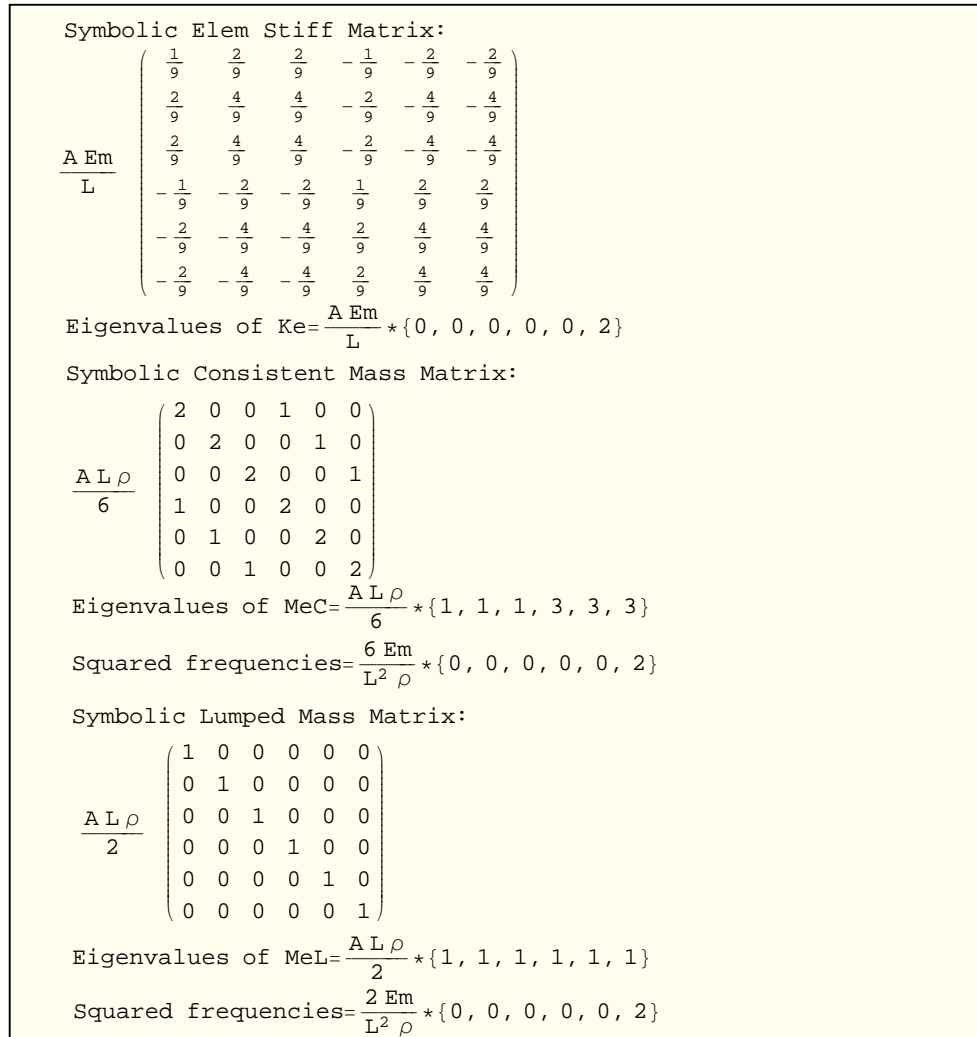 Symbolic Elem Stiff Matrix:
A Em / L
1/9 2/9 2/9 -1/9 -2/9 -2/9
2/9 4/9 4/9 -2/9 -4/9 -4/9
2/9 4/9 4/9 -2/9 -4/9 -4/9
-1/9 -2/9 -2/9 1/9 2/9 2/9
-2/9 -4/9 -4/9 2/9 4/9 4/9
-2/9 -4/9 -4/9 2/9 4/9 4/9
Eigenvalues of Ke= A Em / L *{0, 0, 0, 0, 0, 2}
Symbolic Consistent Mass Matrix:
A L ρ / 6
2 0 0 1 0 0
0 2 0 0 1 0
0 0 2 0 0 1
1 0 0 2 0 0
0 1 0 0 2 0
0 0 1 0 0 2
Eigenvalues of MeC= A L ρ / 6 *{1, 1, 1, 3, 3, 3}
Squared frequencies= 6 Em / L² ρ *{0, 0, 0, 0, 0, 2}
Symbolic Lumped Mass Matrix:
A L ρ / 2
1 0 0 0 0 0
0 1 0 0 0 0
0 0 1 0 0 0
0 0 0 1 0 0
0 0 0 0 1 0
0 0 0 0 0 1
Eigenvalues of MeL= A L ρ / 2 *{1, 1, 1, 1, 1, 1}
Squared frequencies= 2 Em / L² ρ *{0, 0, 0, 0, 0, 2}